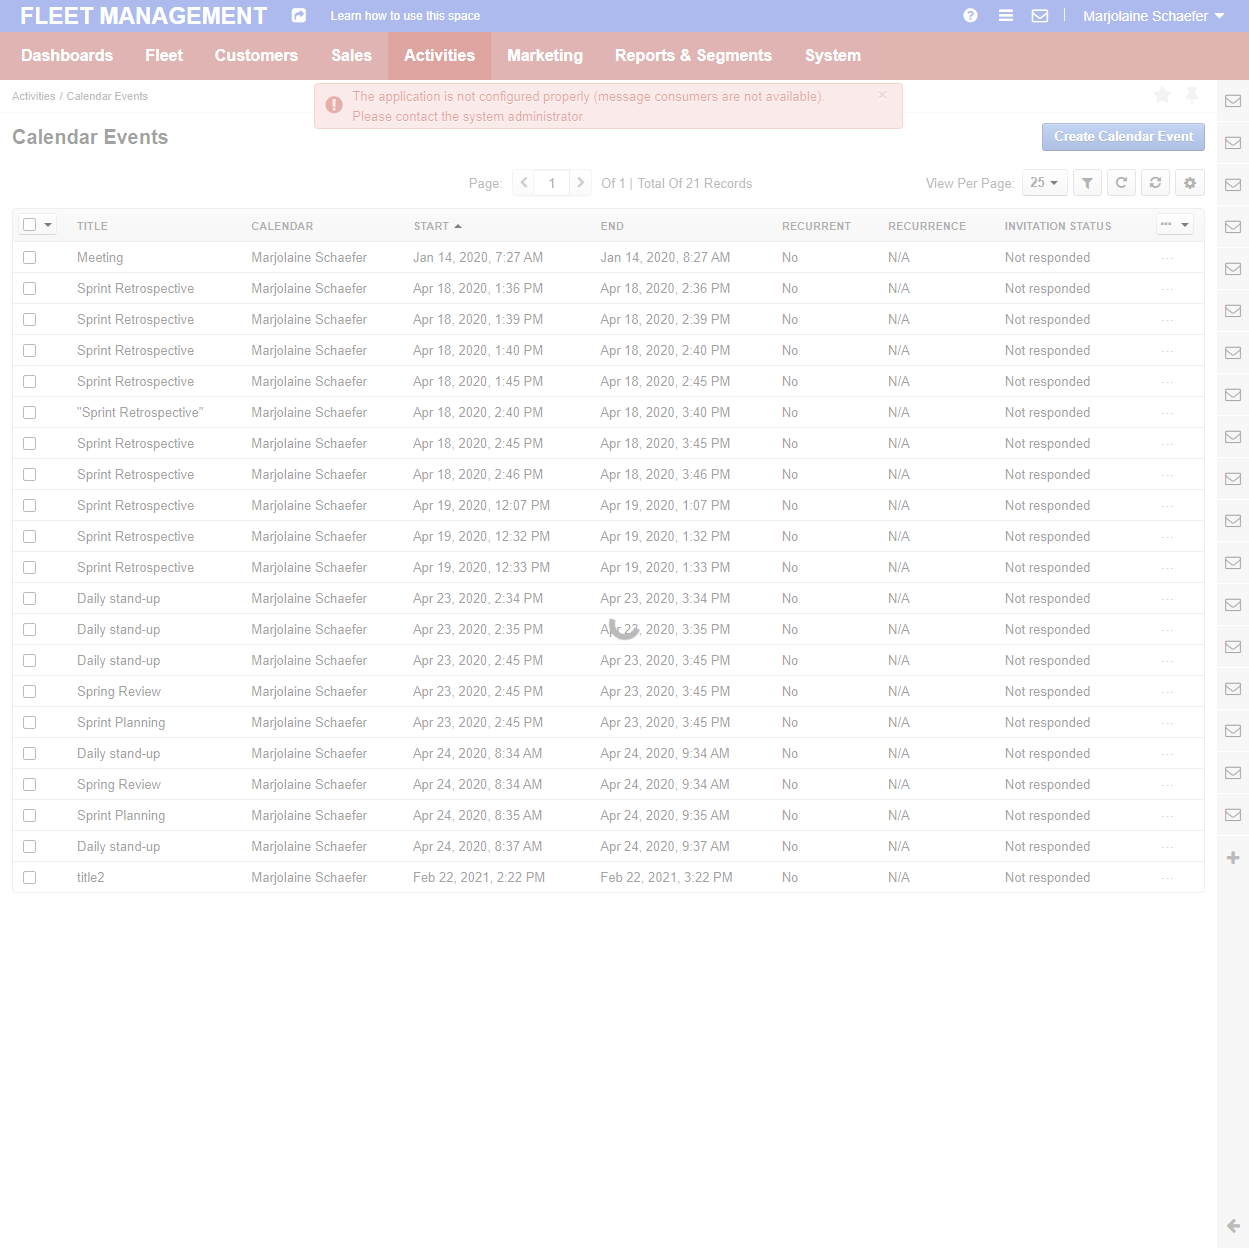 FLEET MANAGEMENT Learn how to use this space Marjolaine Schaefer
Dashboards Fleet Customers Sales Activities Marketing Reports & Segments System
Activities / Calendar Events
The application is not configured properly (message consumers are not available).
Please contact the system administrator.
Calendar Events Create Calendar Event
Page: 1 Of 1 | Total Of 21 Records View Per Page: 25
TITLE CALENDAR START END RECURRENT RECURRENCE INVITATION STATUS
Meeting Marjolaine Schaefer Jan 14, 2020, 7:27 AM Jan 14, 2020, 8:27 AM No N/A Not responded
Sprint Retrospective Marjolaine Schaefer Apr 18, 2020, 1:36 PM Apr 18, 2020, 2:36 PM No N/A Not responded
Sprint Retrospective Marjolaine Schaefer Apr 18, 2020, 1:39 PM Apr 18, 2020, 2:39 PM No N/A Not responded
Sprint Retrospective Marjolaine Schaefer Apr 18, 2020, 1:40 PM Apr 18, 2020, 2:40 PM No N/A Not responded
Sprint Retrospective Marjolaine Schaefer Apr 18, 2020, 1:45 PM Apr 18, 2020, 2:45 PM No N/A Not responded
"Sprint Retrospective" Marjolaine Schaefer Apr 18, 2020, 2:40 PM Apr 18, 2020, 3:40 PM No N/A Not responded
Sprint Retrospective Marjolaine Schaefer Apr 18, 2020, 2:45 PM Apr 18, 2020, 3:45 PM No N/A Not responded
Sprint Retrospective Marjolaine Schaefer Apr 18, 2020, 2:46 PM Apr 18, 2020, 3:46 PM No N/A Not responded
Sprint Retrospective Marjolaine Schaefer Apr 19, 2020, 12:07 PM Apr 19, 2020, 1:07 PM No N/A Not responded
Sprint Retrospective Marjolaine Schaefer Apr 19, 2020, 12:32 PM Apr 19, 2020, 1:32 PM No N/A Not responded
Sprint Retrospective Marjolaine Schaefer Apr 19, 2020, 12:33 PM Apr 19, 2020, 1:33 PM No N/A Not responded
Daily stand-up Marjolaine Schaefer Apr 23, 2020, 2:34 PM Apr 23, 2020, 3:34 PM No N/A Not responded
Daily stand-up Marjolaine Schaefer Apr 23, 2020, 2:35 PM Apr 23, 2020, 3:35 PM No N/A Not responded
Daily stand-up Marjolaine Schaefer Apr 23, 2020, 2:45 PM Apr 23, 2020, 3:45 PM No N/A Not responded
Spring Review Marjolaine Schaefer Apr 23, 2020, 2:45 PM Apr 23, 2020, 3:45 PM No N/A Not responded
Sprint Planning Marjolaine Schaefer Apr 23, 2020, 2:45 PM Apr 23, 2020, 3:45 PM No N/A Not responded
Daily stand-up Marjolaine Schaefer Apr 24, 2020, 8:34 AM Apr 24, 2020, 9:34 AM No N/A Not responded
Spring Review Marjolaine Schaefer Apr 24, 2020, 8:34 AM Apr 24, 2020, 9:34 AM No N/A Not responded
Sprint Planning Marjolaine Schaefer Apr 24, 2020, 8:35 AM Apr 24, 2020, 9:35 AM No N/A Not responded
Daily stand-up Marjolaine Schaefer Apr 24, 2020, 8:37 AM Apr 24, 2020, 9:37 AM No N/A Not responded
title2 Marjolaine Schaefer Feb 22, 2021, 2:22 PM Feb 22, 2021, 3:22 PM No N/A Not responded